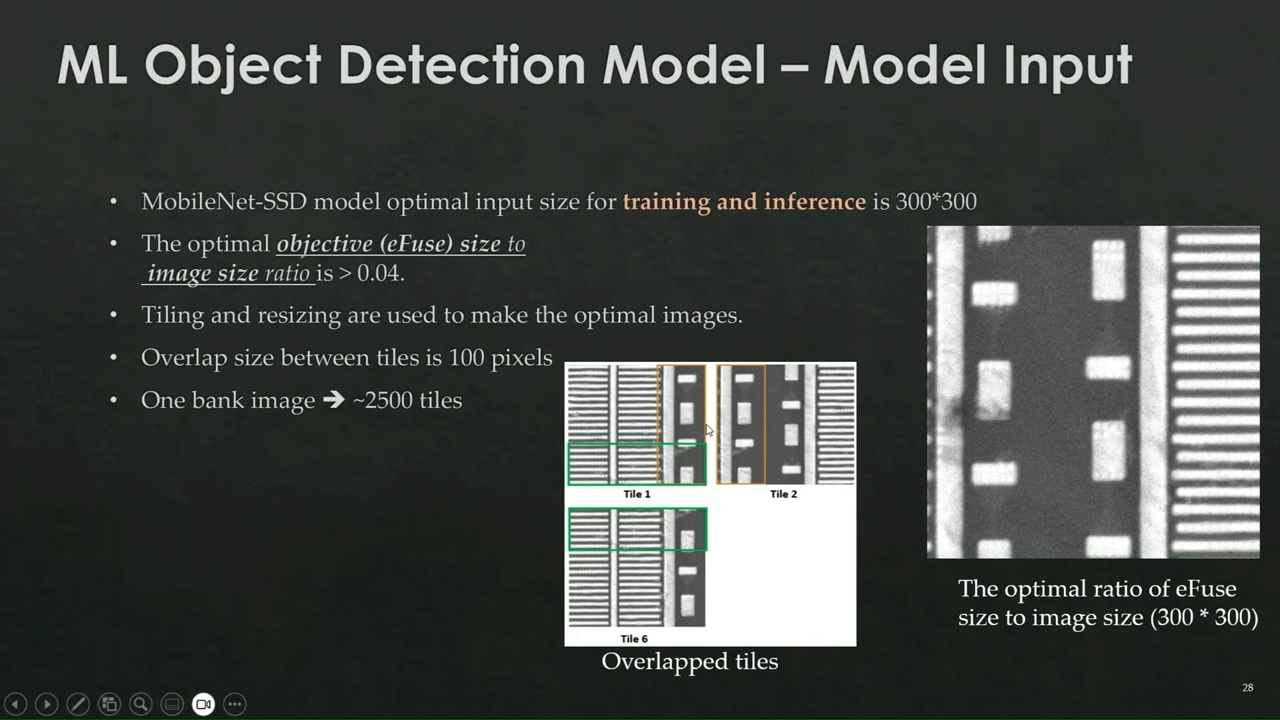 ML Object Detection Model – Model Input
• MobileNet-SSD model optimal input size for training and inference is 300*300
• The optimal objective (eFuse) size to
image size ratio is > 0.04.
• Tiling and resizing are used to make the optimal images.
• Overlap size between tiles is 100 pixels
• One bank image ➔ ~2500 tiles
Tile 1
Tile 2
Tile 6
Overlapped tiles
The optimal ratio of eFuse
size to image size (300 * 300)
28